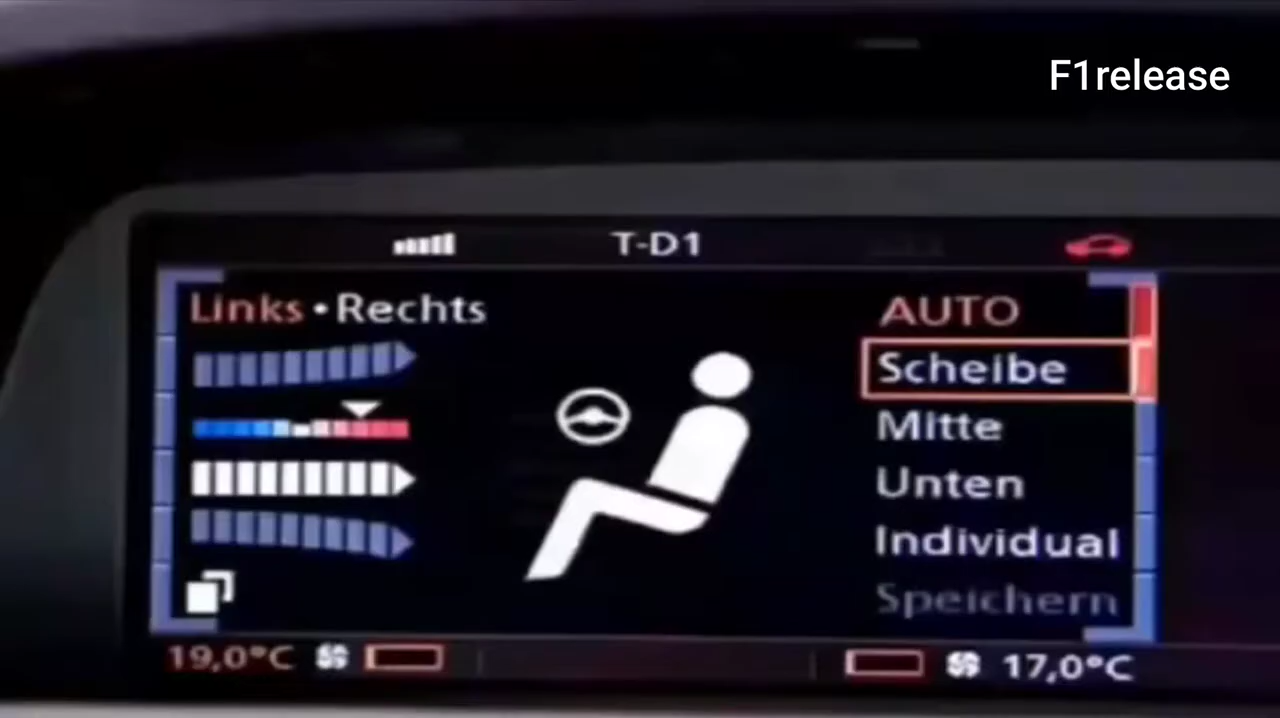 F1release
T-D1
Links • Rechts
AUTO
Scheibe
Mitte
Unten
Individual
Speichern
19,0°C
17,0°C